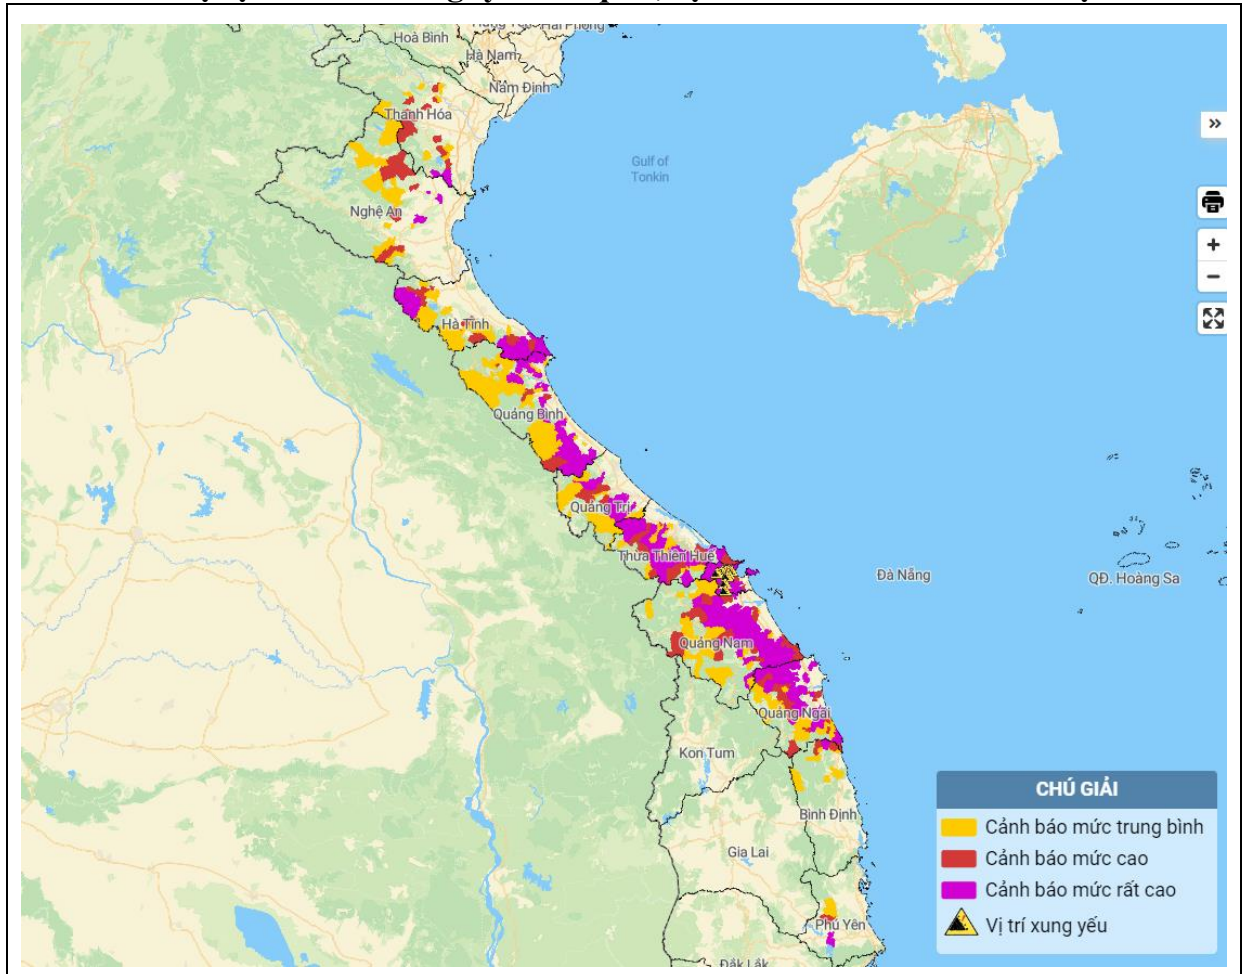 Hải Phòng
Hoà Bình
Hà Nam
Nam Định
Thanh Hóa
Gulf of
Tonkin
Nghệ An
Hà Tĩnh
Quảng Bình
Quảng Trị
Thừa Thiên Huế
Đà Nẵng
QĐ. Hoàng Sa
Quảng Nam
Quảng Ngãi
Kon Tum
Bình Định
Gia Lai
Phú Yên
Đắk Lắk
CHÚ GIẢI
Cảnh báo mức trung bình
Cảnh báo mức cao
Cảnh báo mức rất cao
Vị trí xung yếu